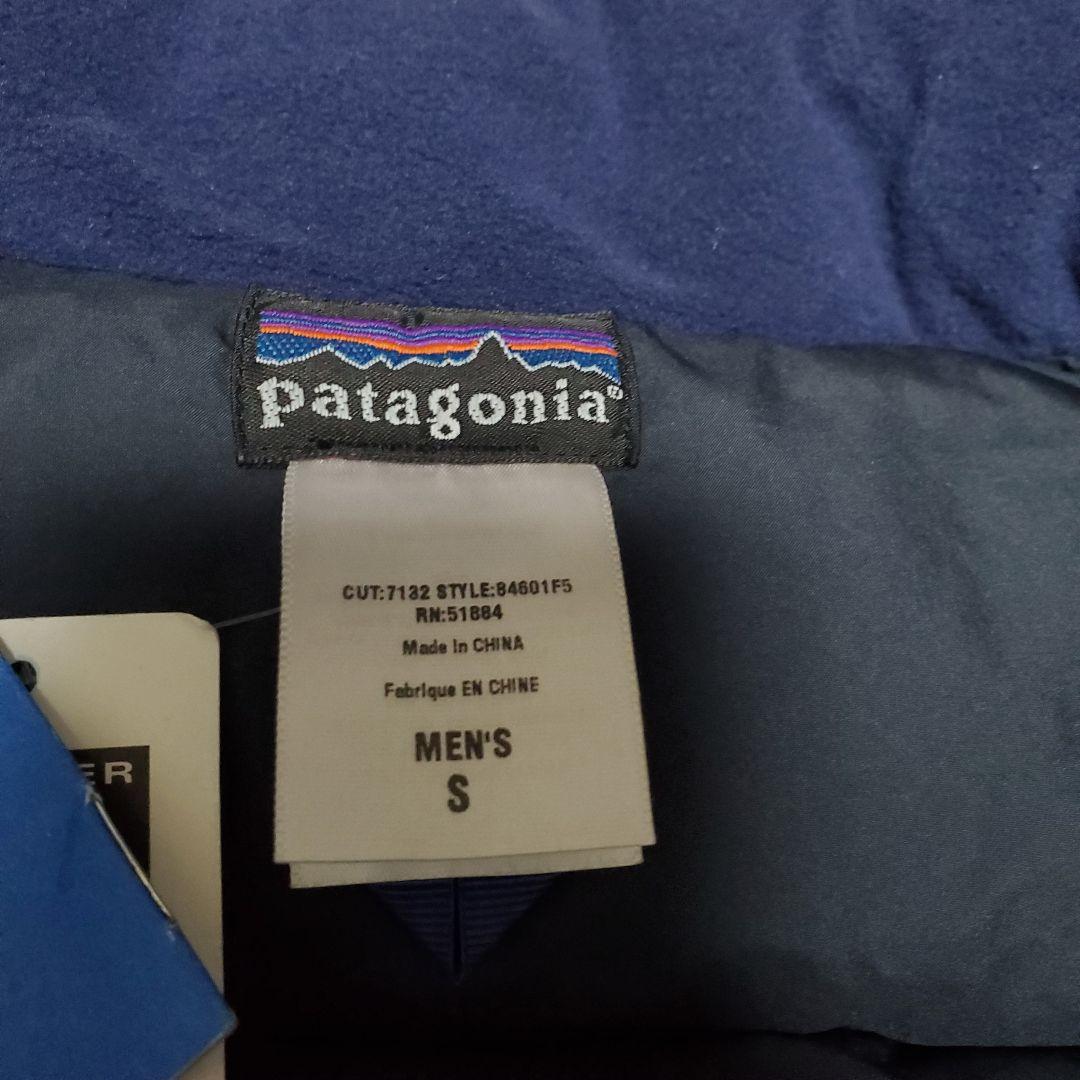 patagonia®
CUT:7132 STYLE:84601F5
RN:51884
Made in CHINA
Fabrique EN CHINE
MEN'S
S
ER